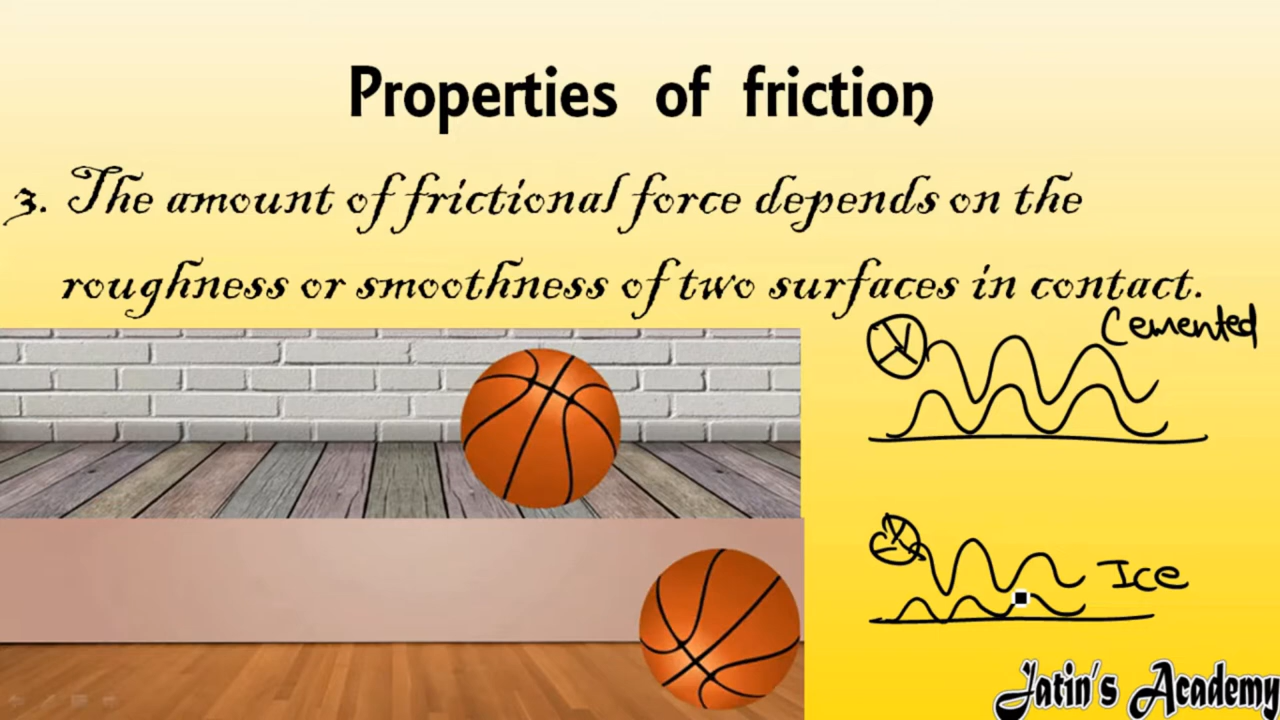 Properties of friction
3. The amount of frictional force depends on the
roughness or smoothness of two surfaces in contact.
Cemented
Ice
Jatin's Academy